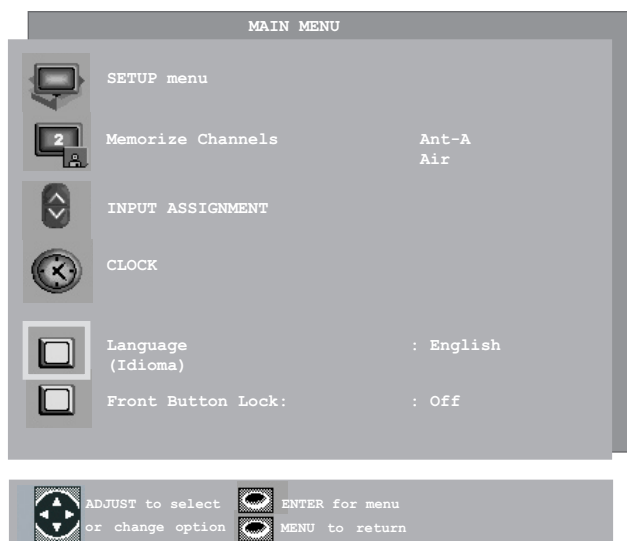 MAIN MENU
SETUP menu
2
Memorize Channels Ant-A
Air
INPUT ASSIGNMENT
CLOCK
Language : English
(Idioma)
Front Button Lock: : Off
ADJUST to select ENTER for menu
or change option MENU to return